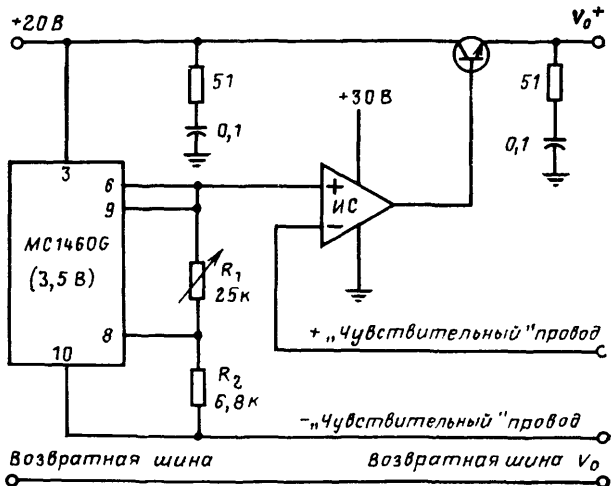 +20 В
V₀⁺
51
0,1
+30 В
51
0,1
3
6
9
МС1460G
(3,5 В)
8
10
+
ИС
−
R₁
25к
R₂
6,8к
+ „Чувствительный" провод
−„Чувствительный" провод
Возвратная шина
Возвратная шина V₀